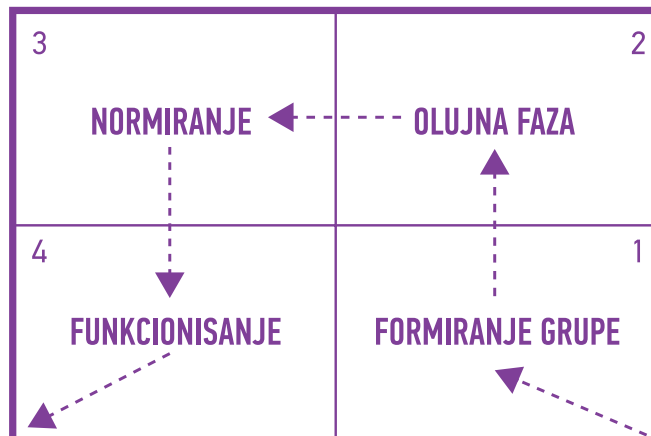 3
2
NORMIRANJE
OLUJNA FAZA
4
1
FUNKCIONISANJE
FORMIRANJE GRUPE